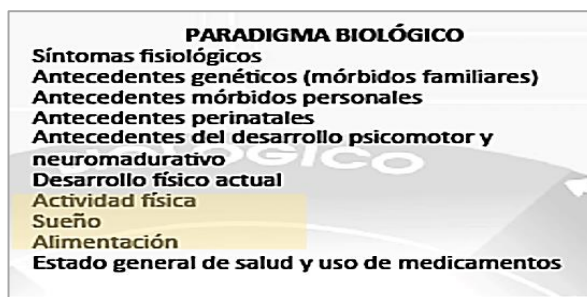 PARADIGMA BIOLÓGICO
Síntomas fisiológicos
Antecedentes genéticos (mórbidos familiares)
Antecedentes mórbidos personales
Antecedentes perinatales
Antecedentes del desarrollo psicomotor y
neuromadurativo
Desarrollo físico actual
Actividad física
Sueño
Alimentación
Estado general de salud y uso de medicamentos